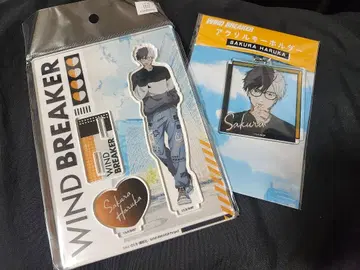 WIND BREAKER
WIND
BREAKER
Sakura
Haruka
WIND BREAKER
アクリルキーホルダー
SAKURA HARUKA
Sakura